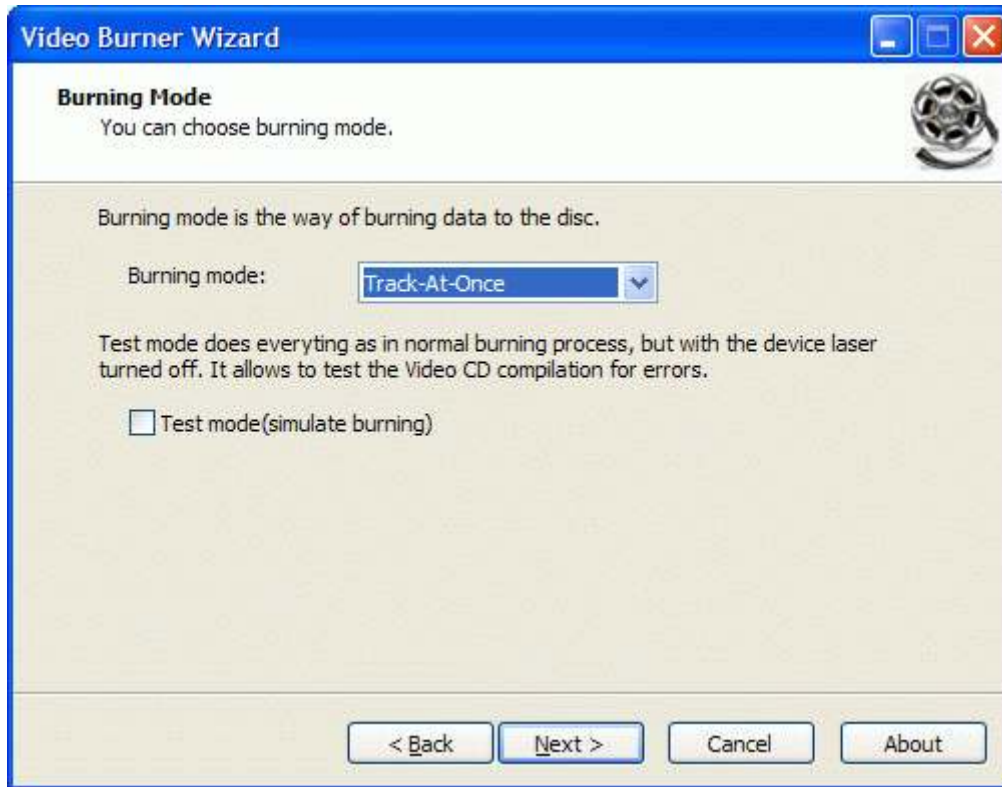 Video Burner Wizard
Burning Mode
You can choose burning mode.
Burning mode is the way of burning data to the disc.
Burning mode: Track-At-Once
Test mode does everyting as in normal burning process, but with the device laser
turned off. It allows to test the Video CD compilation for errors.
Test mode(simulate burning)
< Back Next > Cancel About